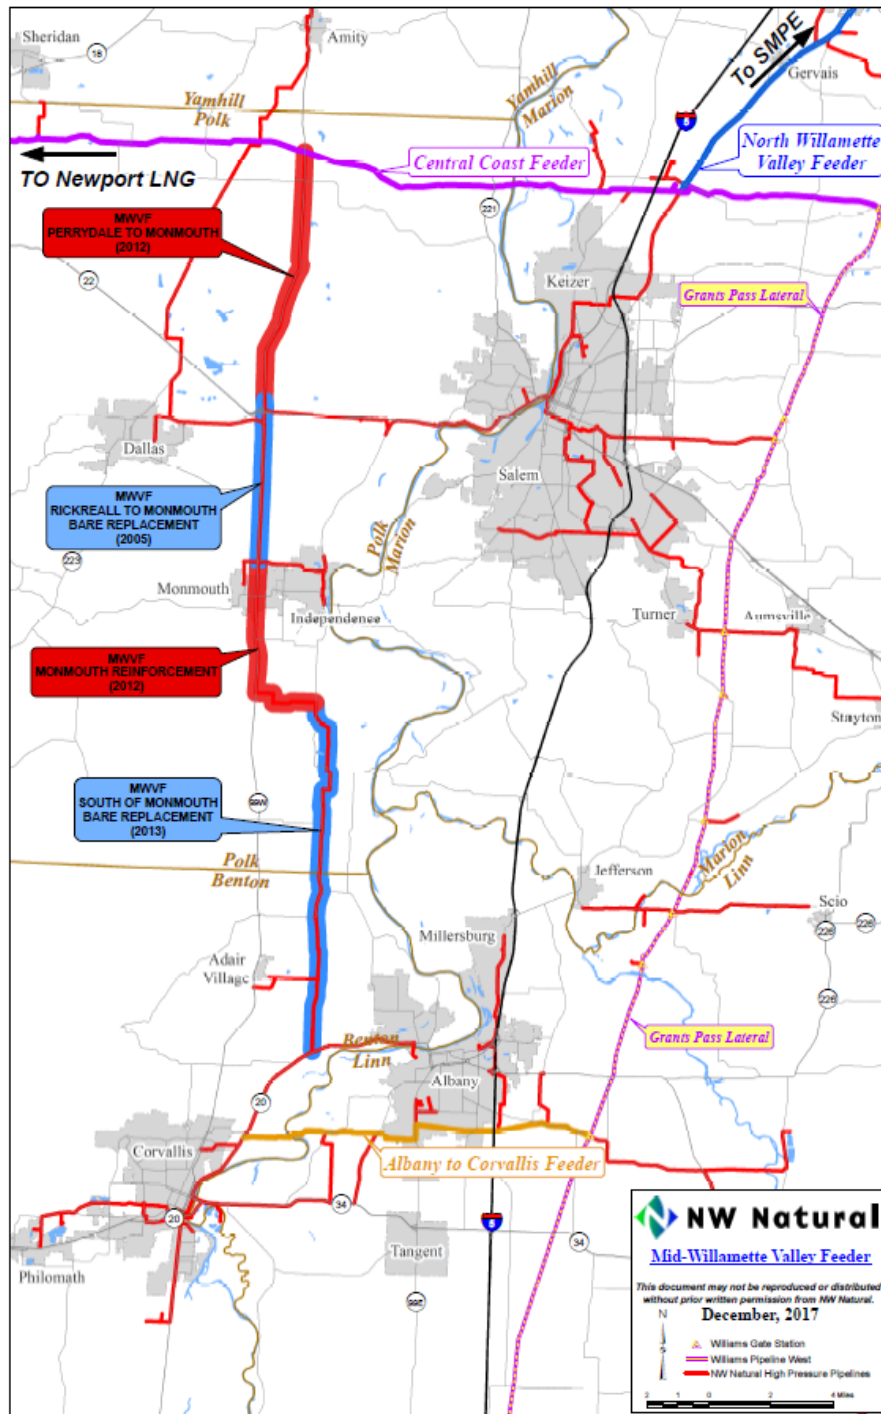 Sheridan
18
Amity
To SMPE
Gervais
Yamhill
Polk
Yamhill
Marion
5
Central Coast Feeder
North Willamette
Valley Feeder
TO Newport LNG
221
MWVF
PERRYDALE TO MONMOUTH
(2012)
22
Keizer
Grants Pass Lateral
Dallas
Salem
MWVF
RICKREALL TO MONMOUTH
BARE REPLACEMENT
(2005)
Polk
Marion
223
Monmouth
Independence
Turner
Aumsville
MWVF
MONMOUTH REINFORCEMENT
(2012)
Stayton
MWVF
SOUTH OF MONMOUTH
BARE REPLACEMENT
(2013)
99W
Polk
Benton
Marion
Linn
Jefferson
Scio
226
226
226
Millersburg
Adair
Village
Benton
Linn
Grants Pass Lateral
Albany
20
Corvallis
Albany to Corvallis Feeder
34
20
5
34
Tangent
Philomath
99E
NW Natural
Mid-Willamette Valley Feeder
This document may not be reproduced or distributed
without prior written permission from NW Natural.
December, 2017
N
S
Williams Gate Station
Williams Pipeline West
NW Natural High Pressure Pipelines
2 1 0 2 4 Miles